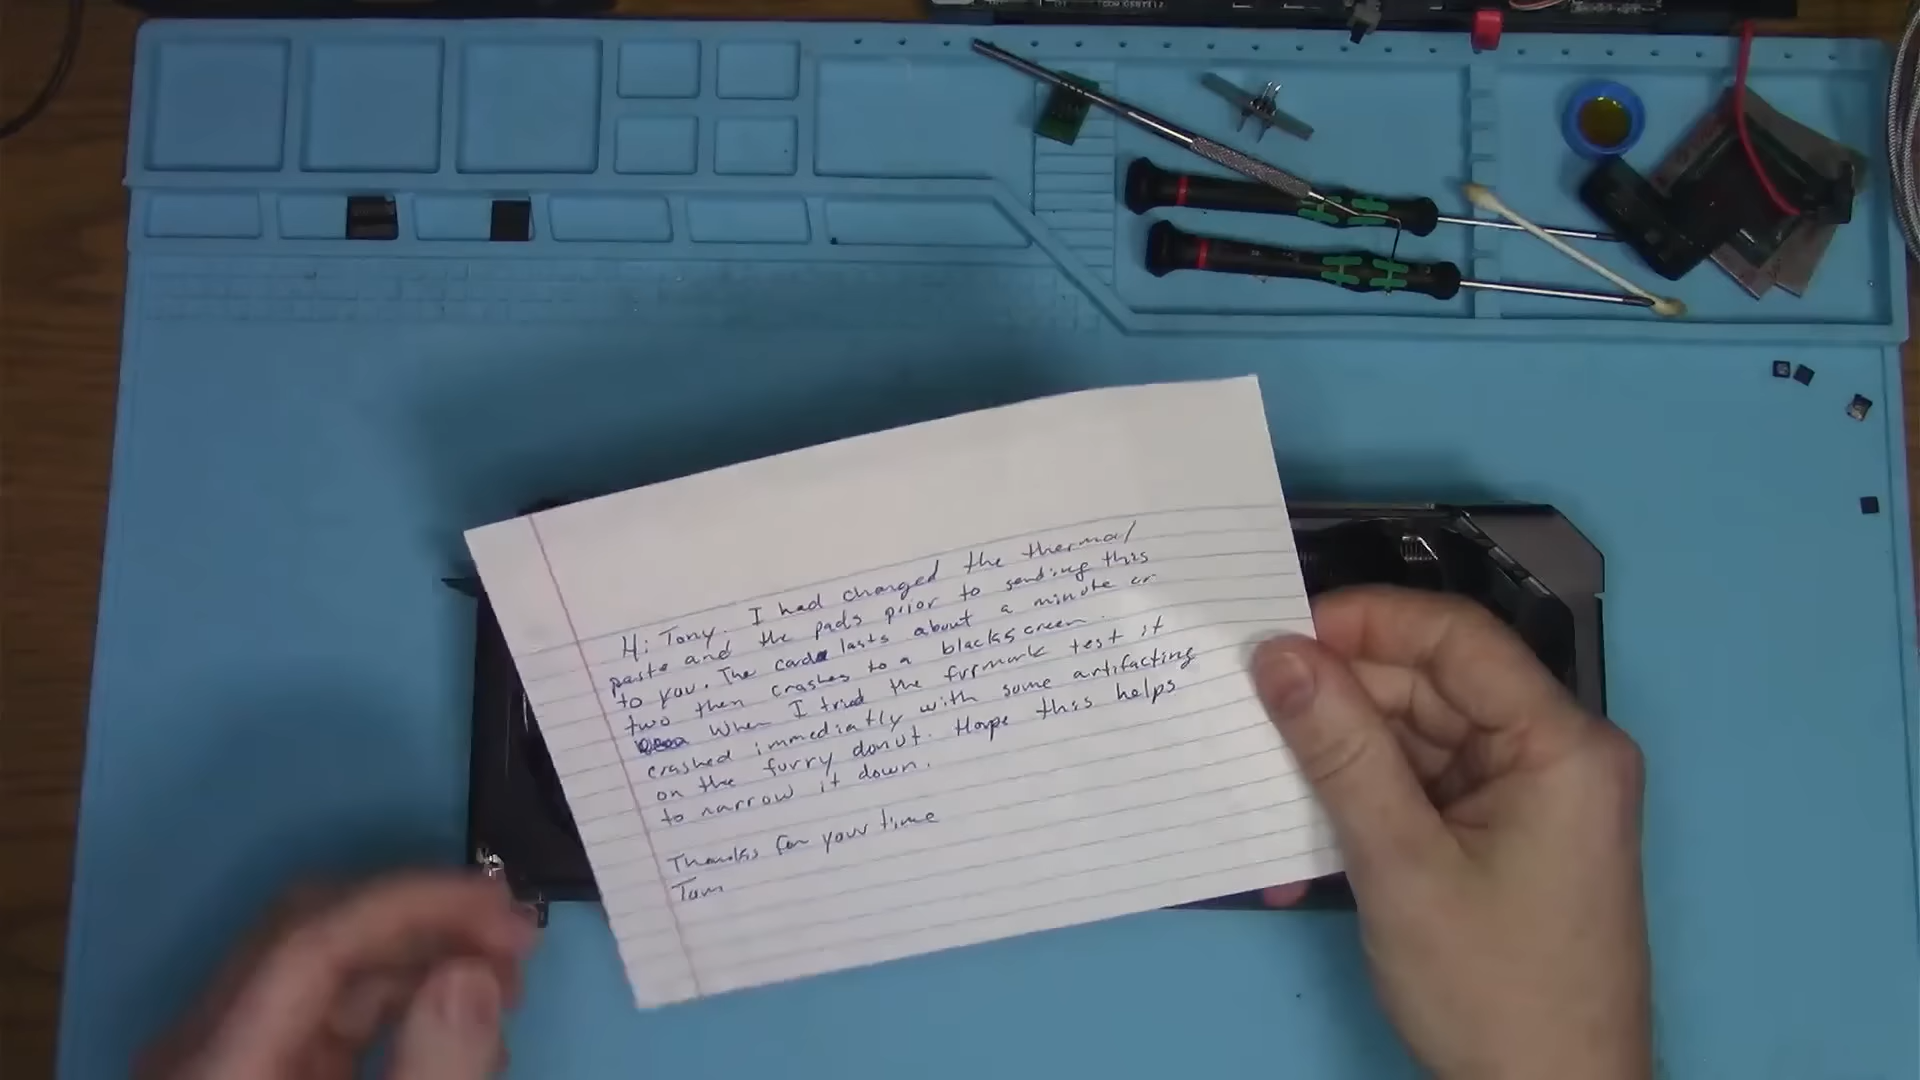 Hi Tony. I had changed the thermal
paste and the pads prior to sending this
to you. The card lasts about a minute or
two then crashes to a blackscreen.
When I tried the furmark test it
crashed immediatly with some artifacting
on the furry donut. Hope this helps
to narrow it down.
Thanks for your time
Tom